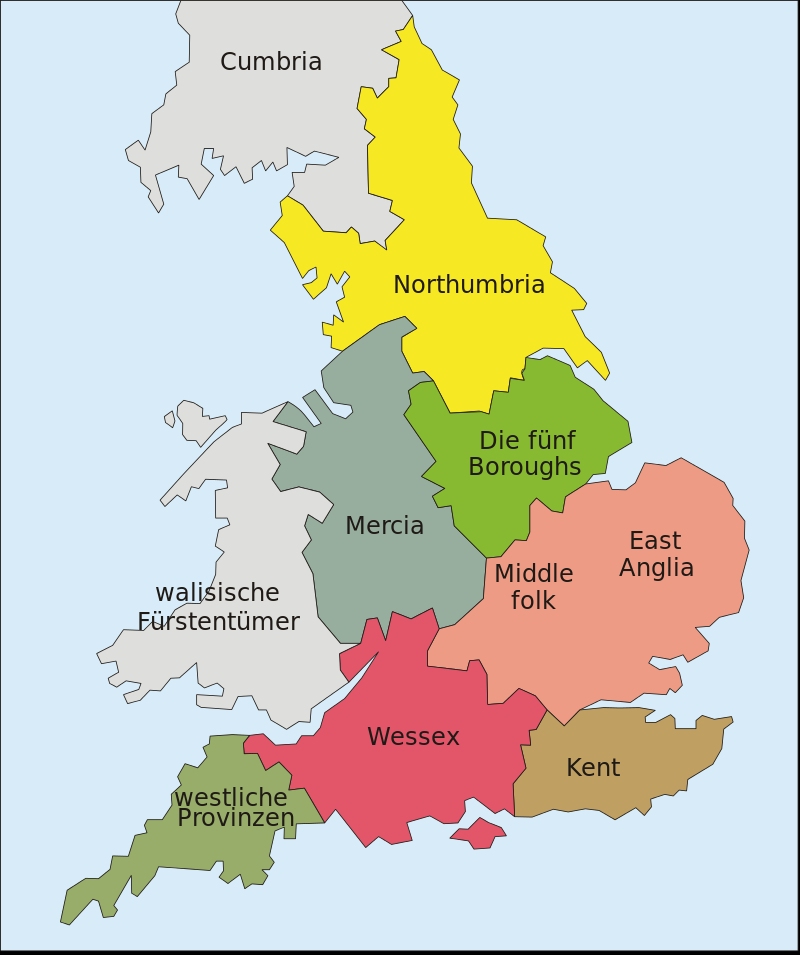 Cumbria
Northumbria
Die fünf
Boroughs
Mercia
East
Anglia
Middle
folk
walisische
Fürstentümer
Wessex
Kent
westliche
Provinzen